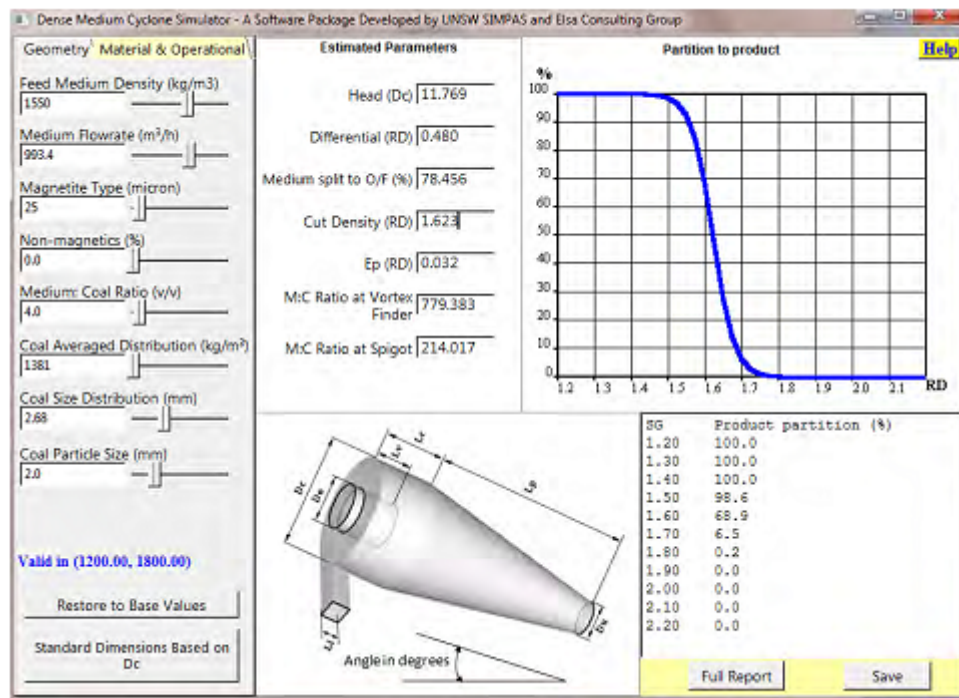 Dense Medium Cyclone Simulator - A Software Package Developed by UNSW SIMPAS and Elsa Consulting Group
Geometry Material & Operational
Feed Medium Density (kg/m3)
1550
Medium Flowrate (m³/h)
993.4
Magnetite Type (micron)
25
Non-magnetics (%)
0.0
Medium: Coal Ratio (v/v)
4.0
Coal Averaged Distribution (kg/m³)
1381
Coal Size Distribution (mm)
2.68
Coal Particle Size (mm)
2.0
Valid in (1200.00, 1800.00)
Restore to Base Values
Standard Dimensions Based on
Dc
Estimated Parameters
Head (Dc) 11.769
Differential (RD) 0.480
Medium split to O/F (%) 78.456
Cut Density (RD) 1.623
Ep (RD) 0.032
M:C Ratio at Vortex
Finder
779.383
M:C Ratio at Spigot 214.017
Partition to product
Help
%
100
90
80
70
60
50
40
30
20
10
0
1.2 1.3 1.4 1.5 1.6 1.7 1.8 1.9 2.0 2.1 RD
Lc
Lv
Lp
Dc
Do
Du
Li
Angle in degrees
SG Product partition (%)
1.20 100.0
1.30 100.0
1.40 100.0
1.50 98.6
1.60 68.9
1.70 6.5
1.80 0.2
1.90 0.0
2.00 0.0
2.10 0.0
2.20 0.0
Full Report Save